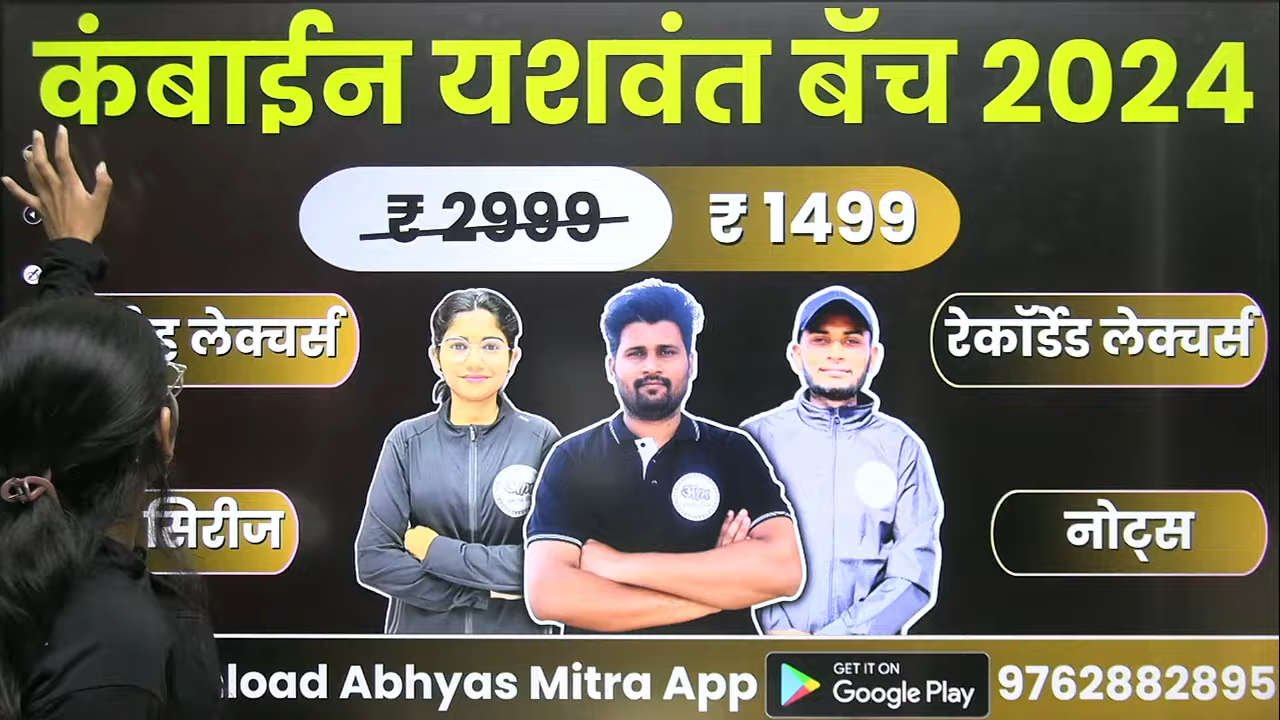 कंबाईन यशवंत बॅच 2024
₹ 2999 ₹ 1499
लेक्चर्स
रेकॉर्डेड लेक्चर्स
सिरीज
नोट्स
Abhyas Mitra App
GET IT ON
Google Play
9762882895